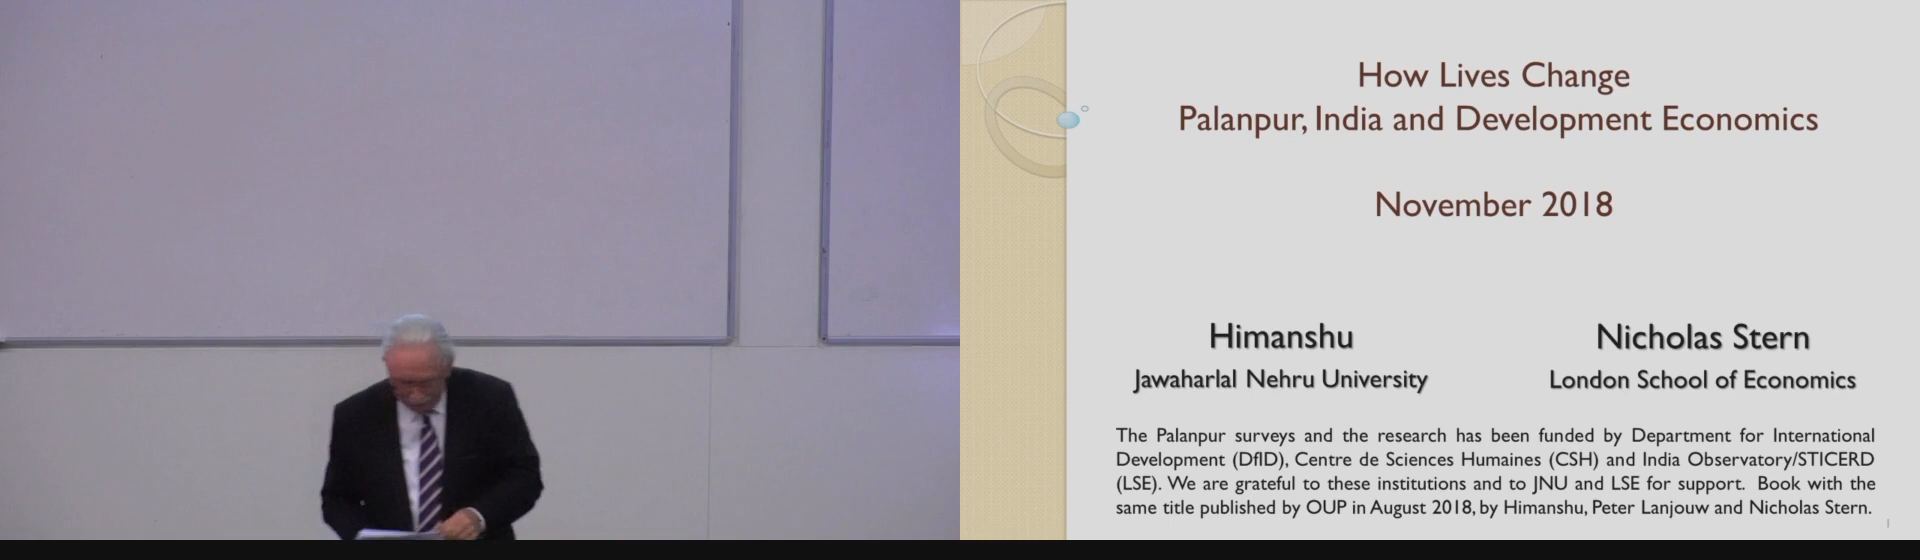 How Lives Change
Palanpur, India and Development Economics
November 2018
Himanshu
Jawaharlal Nehru University
Nicholas Stern
London School of Economics
The Palanpur surveys and the research has been funded by Department for International
Development (DfID), Centre de Sciences Humaines (CSH) and India Observatory/STICERD
(LSE). We are grateful to these institutions and to JNU and LSE for support. Book with the
same title published by OUP in August 2018, by Himanshu, Peter Lanjouw and Nicholas Stern.
1